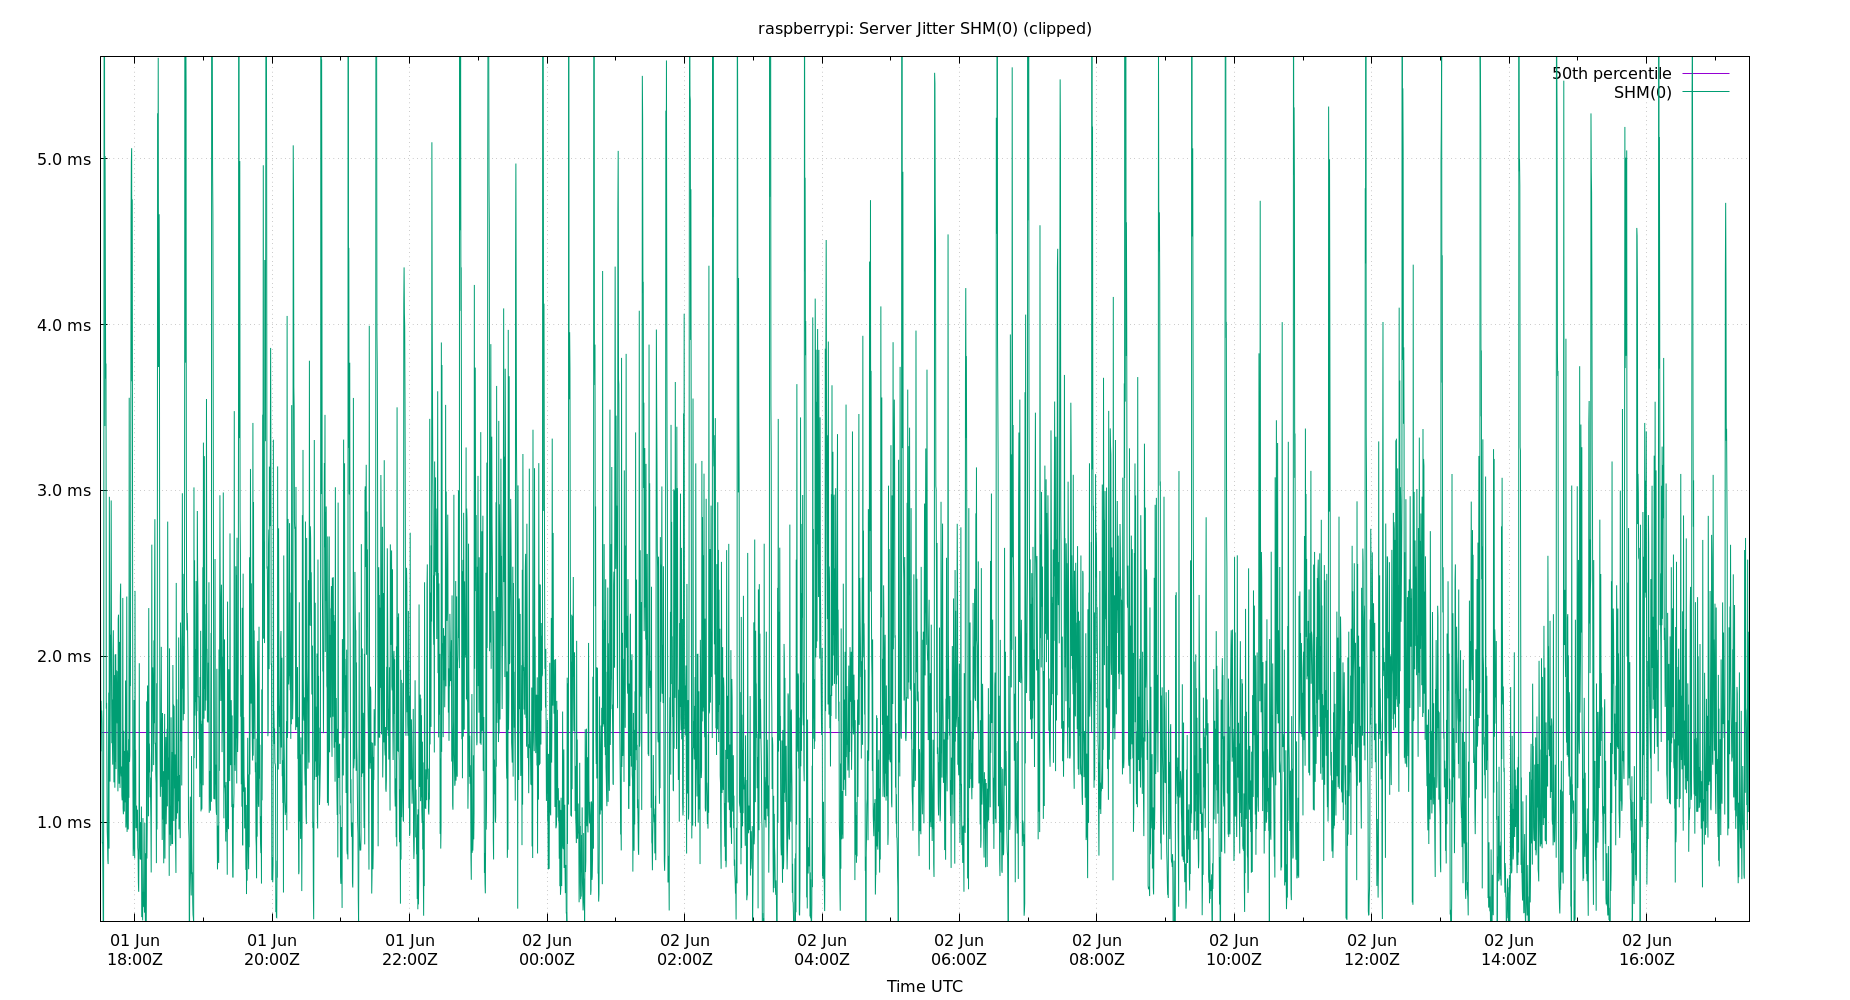 raspberrypi: Server Jitter SHM(0) (clipped)
50th percentile
SHM(0)
5.0 ms
4.0 ms
3.0 ms
2.0 ms
1.0 ms
01 Jun 01 Jun 01 Jun 02 Jun 02 Jun 02 Jun 02 Jun 02 Jun 02 Jun 02 Jun 02 Jun 02 Jun
18:00Z 20:00Z 22:00Z 00:00Z 02:00Z 04:00Z 06:00Z 08:00Z 10:00Z 12:00Z 14:00Z 16:00Z
Time UTC